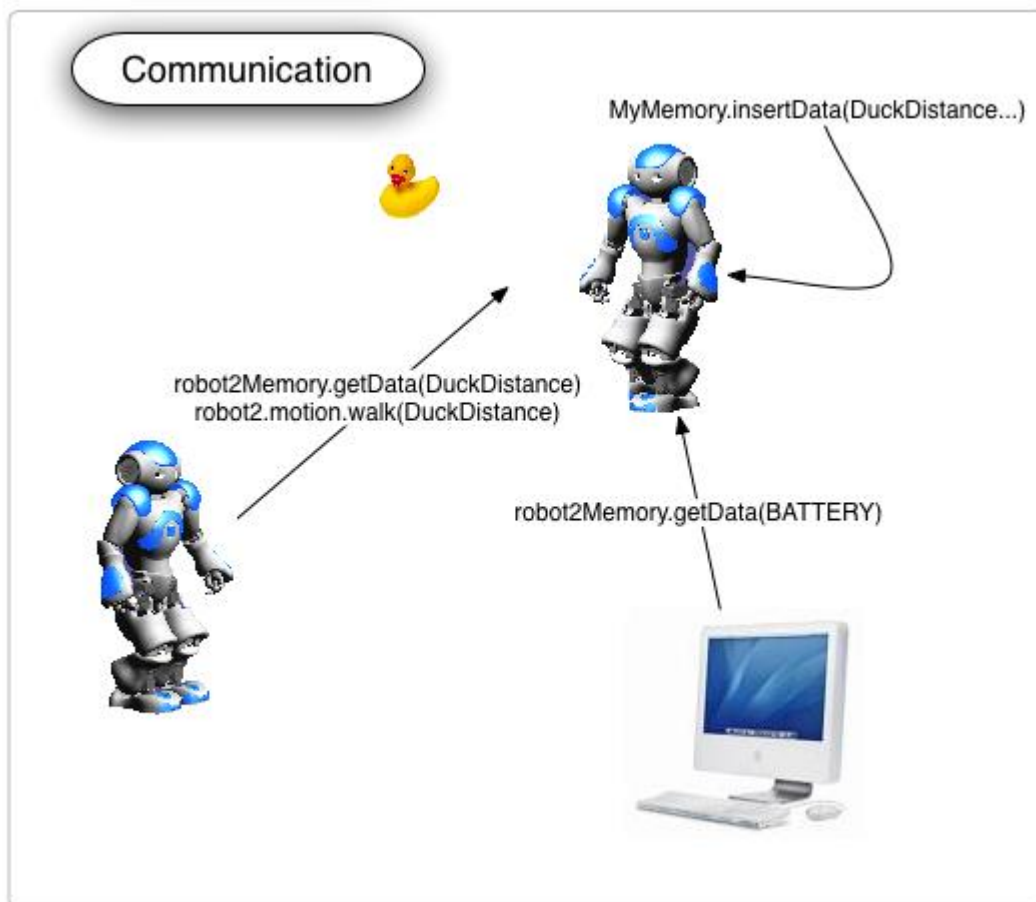 Communication
MyMemory.insertData(DuckDistance...)
robot2Memory.getData(DuckDistance)
robot2.motion.walk(DuckDistance)
robot2Memory.getData(BATTERY)